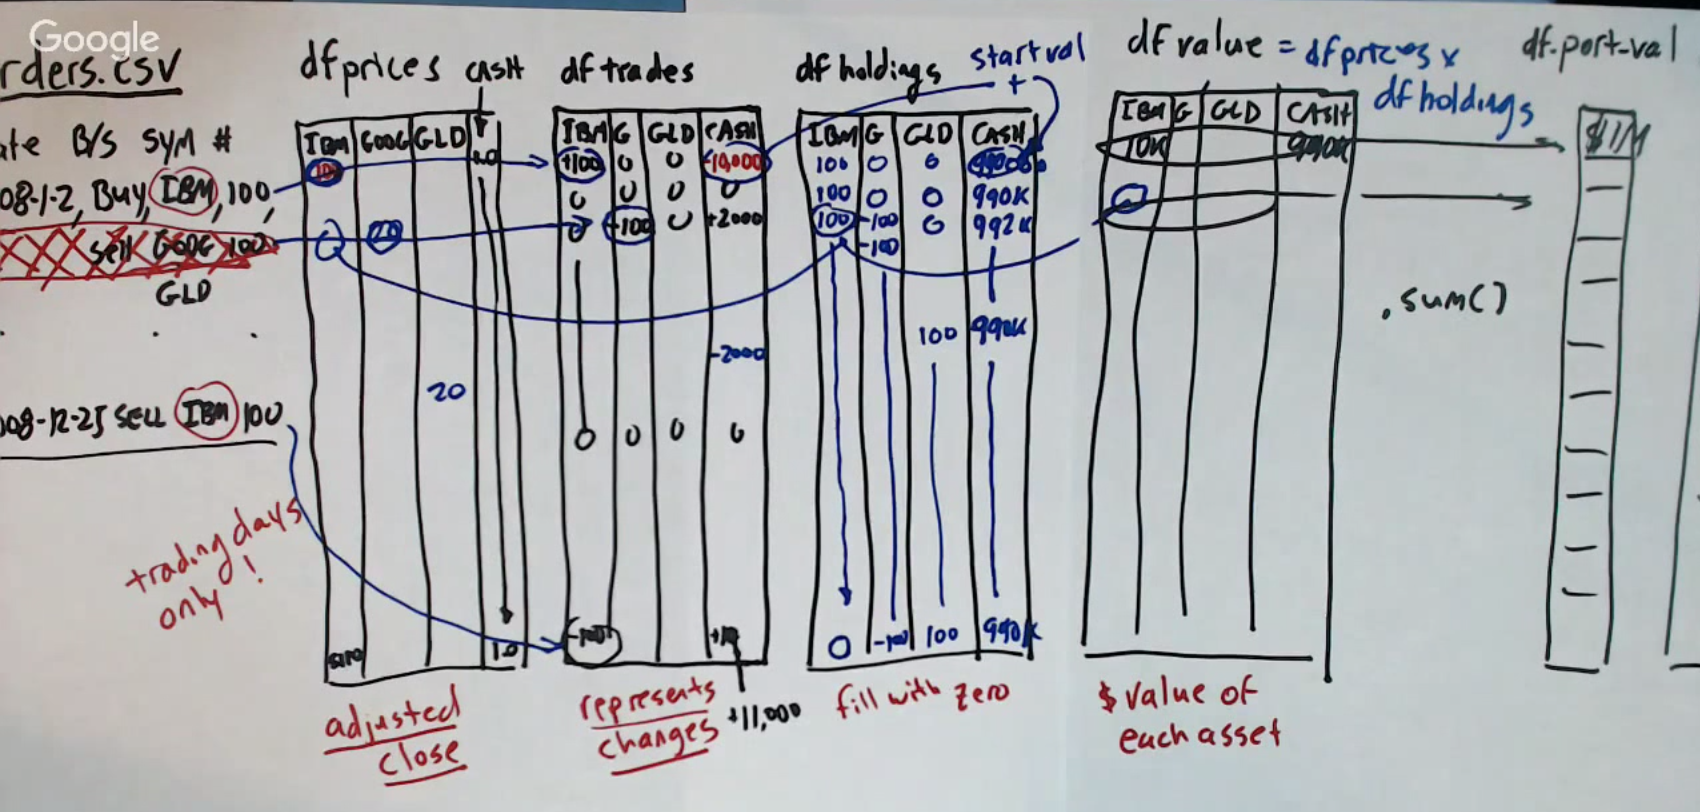 Google
rders.csv
ate B/S SYM #
08-1-2, Buy, IBM, 100,
Sell GOOG 100
GLD
08-12-25 SELL IBM 100
trading days
only!
df prices CASH
IBM GOOG GLD
1.0
20
1.0
adjusted
close
df trades
IBM G GLD CASH
+100 0 0 -10,000
0 0 0 0
0 -100 0 +2000
-2000
0 0 0 0
-100
+11,000
represents
changes
df holdings
start val
+
IBM G GLD CASH
100 0 0
100 0 0 990K
100 -100 0 992K
-100
100 990K
0 -100 100 990K
fill with zero
df value = df prices x
df holdings
IBM G GLD CASH
10K 990K
$ value of
each asset
df.port-val
$1M
.sum()